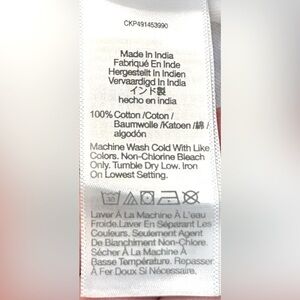 CKP491453990
Made In India
Fabriqué En Inde
Hergestellt In Indien
Vervaardigd In India
インド製
hecho en india
100% Cotton /Coton /
Baumwolle /Katoen /綿 /
algodón
Machine Wash Cold With Like
Colors. Non-Chlorine Bleach
Only. Tumble Dry Low. Iron
On Lowest Setting.
Laver À La Machine À L'eau
Froide.Laver En Séparant Les
Couleurs. Seulement Agent
De Blanchiment Non-Chlore.
Sécher À La Machine À
Basse Température. Repasser
À Fer Doux Si Nécessaire.